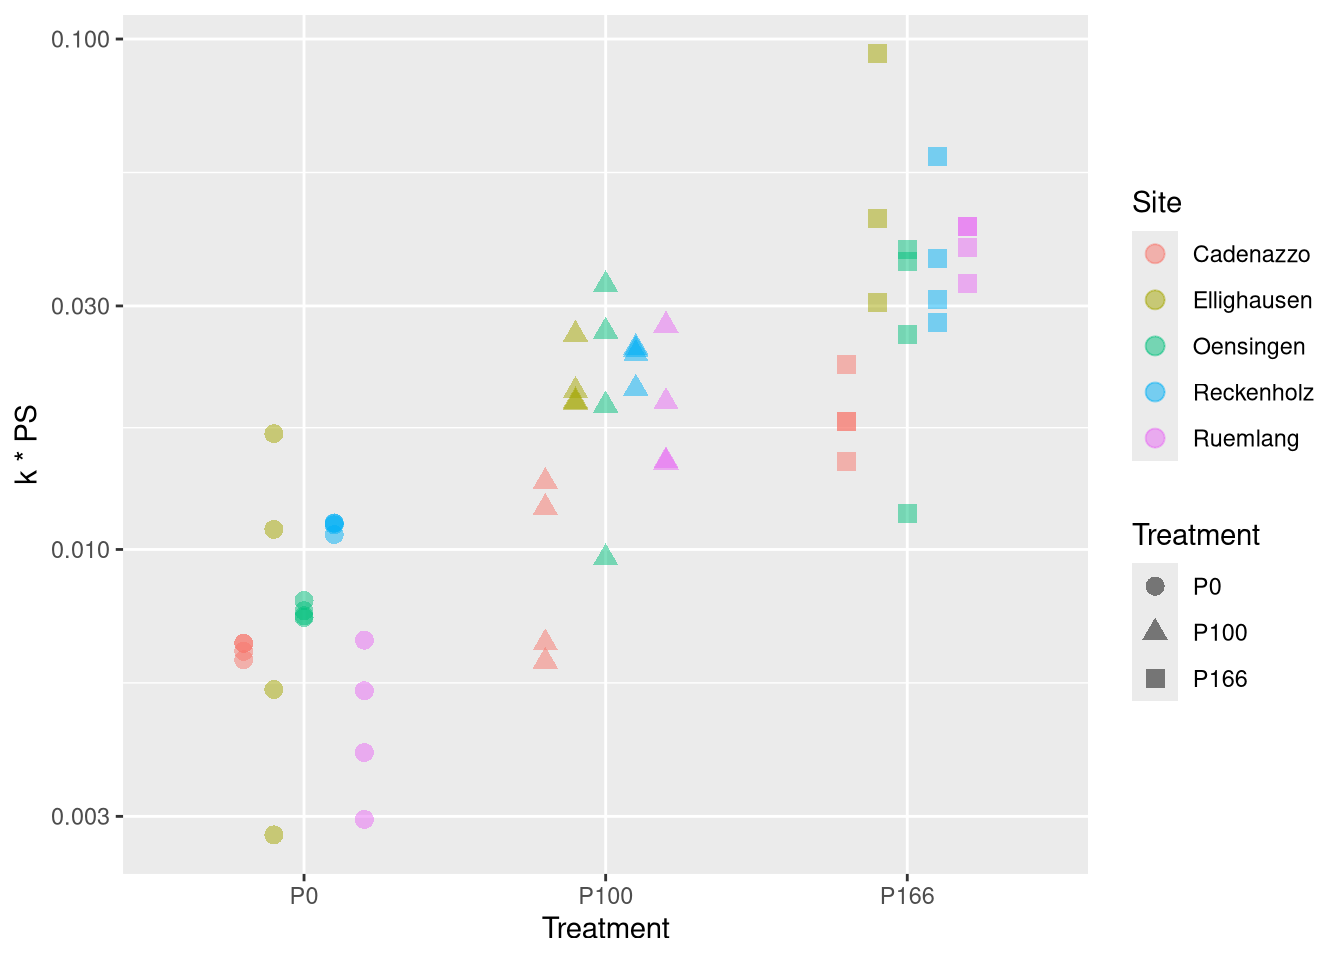 0.100
0.030
0.010
0.003
k * PS
P0
P100
P166
Treatment
Site
Cadenazzo
Ellighausen
Oensingen
Reckenholz
Ruemlang
Treatment
P0
P100
P166